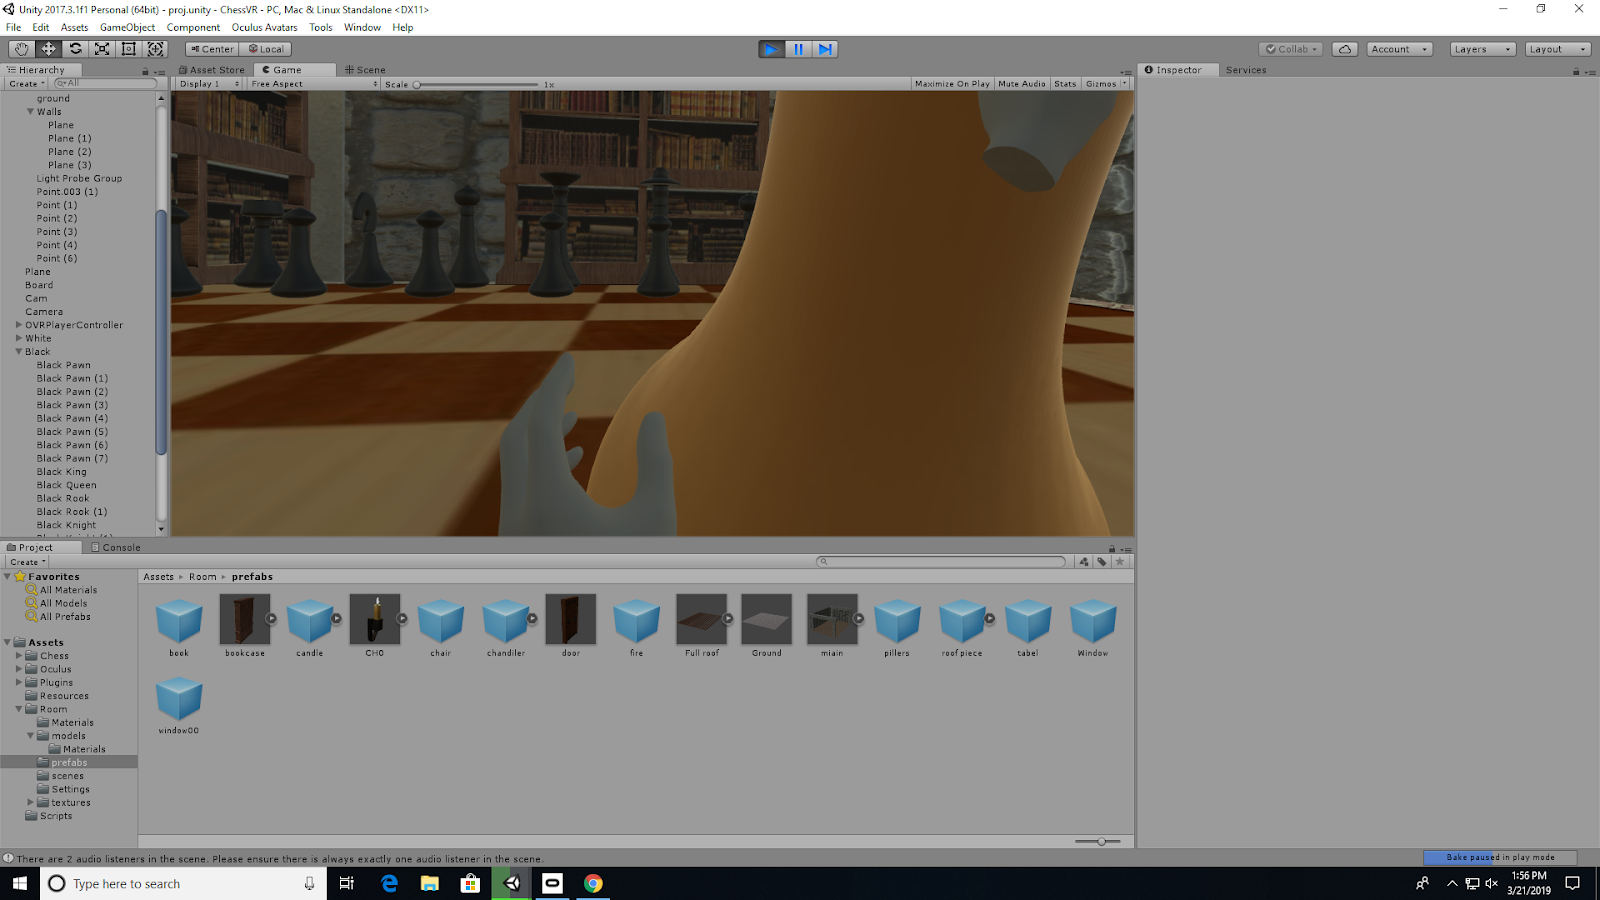 Unity 2017.3.1f1 Personal (64bit) - proj.unity - ChessVR - PC, Mac & Linux Standalone <DX11>
File Edit Assets GameObject Component Oculus Avatars Tools Window Help
Center Local Collab Account Layers Layout
Hierarchy Asset Store Game Scene Inspector Services
Create All Display 1 Free Aspect Scale 1x Maximize On Play Mute Audio Stats Gizmos
ground
Walls
Plane
Plane (1)
Plane (2)
Plane (3)
Light Probe Group
Point.003 (1)
Point (1)
Point (2)
Point (3)
Point (4)
Point (6)
Plane
Board
Cam
Camera
OVRPlayerController
White
Black
Black Pawn
Black Pawn (1)
Black Pawn (2)
Black Pawn (3)
Black Pawn (4)
Black Pawn (5)
Black Pawn (6)
Black Pawn (7)
Black King
Black Queen
Black Rook
Black Rook (1)
Black Knight
Project Console
Create
Favorites
All Materials
All Models
All Prefabs
Assets
Chess
Oculus
Plugins
Resources
Room
Materials
models
Materials
prefabs
scenes
Settings
textures
Scripts
Assets Room prefabs
book bookcase candle CH0 chair chandiler door fire Full roof Ground miain pillers roof piece tabel Window
window00
There are 2 audio listeners in the scene. Please ensure there is always exactly one audio listener in the scene.
Bake paused in play mode
Type here to search
1:56 PM
3/21/2019